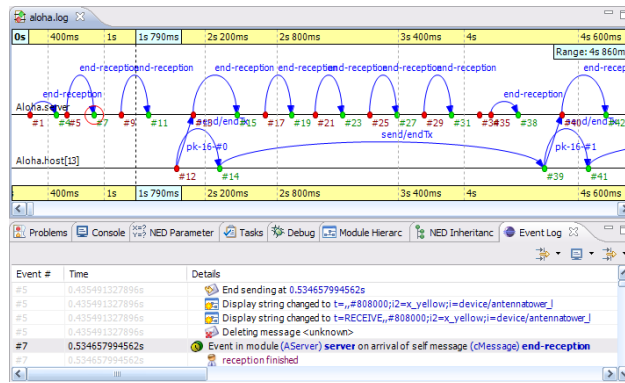 aloha.log
0s 400ms 1s 1s 790ms 2s 200ms 2s 800ms 3s 400ms 4s 4s 600ms
Range: 4s 860m
end-reception end-reception end-reception end-reception end-reception end-reception
end-reception end-reception
Aloha.server
#1 #4 #5 #7 #9 #11 #13 send/endTx #15 #17 #19 #21 #23 #25 #27 #29 #31 #34 #35 #38 #40 send/endTx #42
send/endTx
pk-16-#0 pk-16-#1
Aloha.host[13]
#12 #14 #39 #41
400ms 1s 1s 790ms 2s 200ms 2s 800ms 3s 400ms 4s 4s 600ms
Problems Console NED Parameter Tasks Debug Module Hierarc NED Inheritanc Event Log
Event # Time Details
#5 0.435491327896s End sending at 0.534657994562s
#5 0.435491327896s Display string changed to t=,,#808000;i2=x_yellow;i=device/antennatower_l
#5 0.435491327896s Display string changed to t=RECEIVE,,#808000;i2=x_yellow;i=device/antennatower_l
#5 0.435491327896s Deleting message <unknown>
#7 0.534657994562s Event in module (AServer) server on arrival of self message (cMessage) end-reception
#7 0.534657994562s reception finished